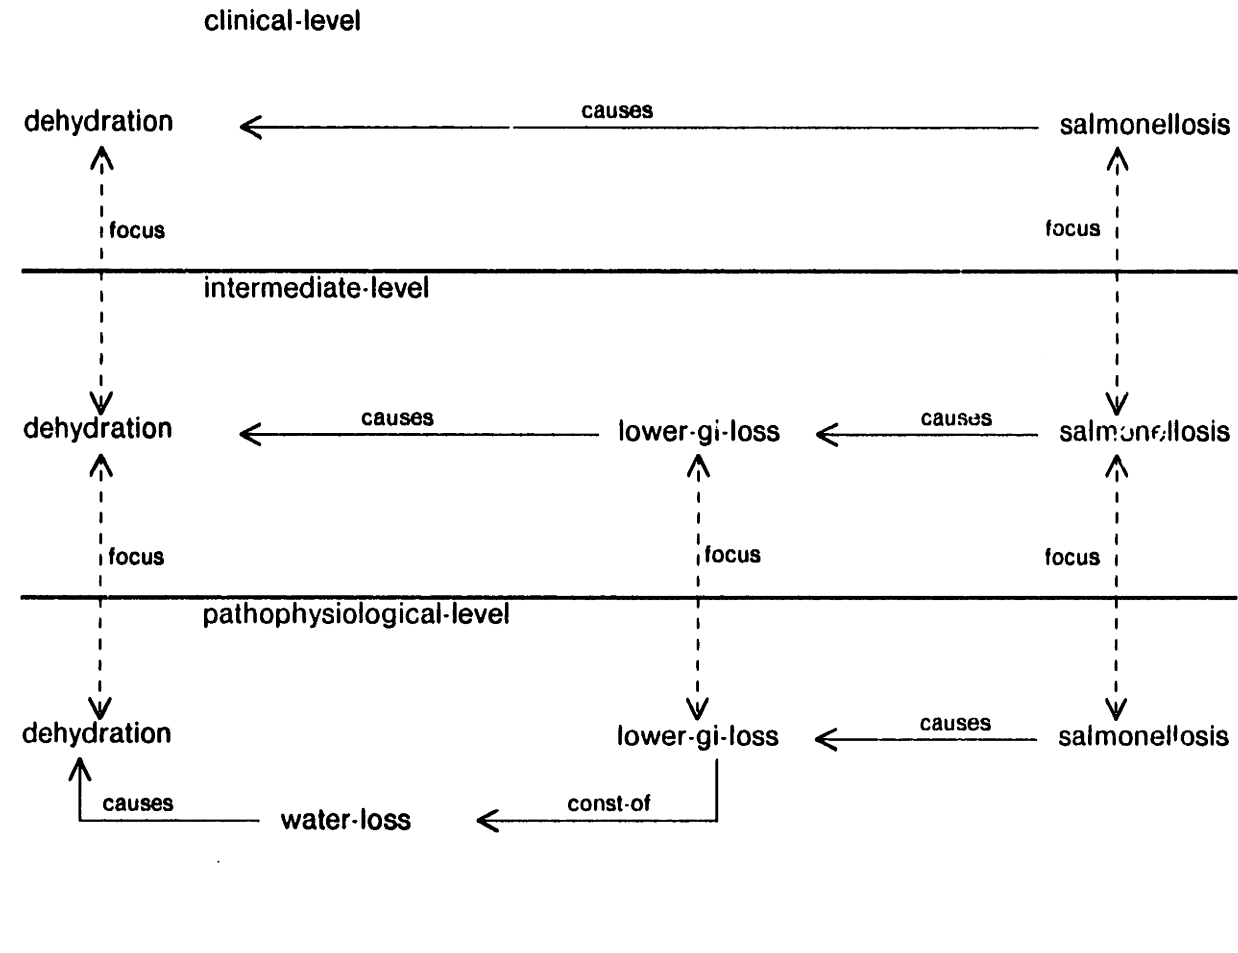 clinical-level
causes
dehydration
salmonellosis
focus
focus
intermediate-level
dehydration
causes
lower-gi-loss
causes
salmonellosis
focus
focus
focus
pathophysiological-level
dehydration
lower-gi-loss
causes
salmonellosis
causes
water-loss
const-of